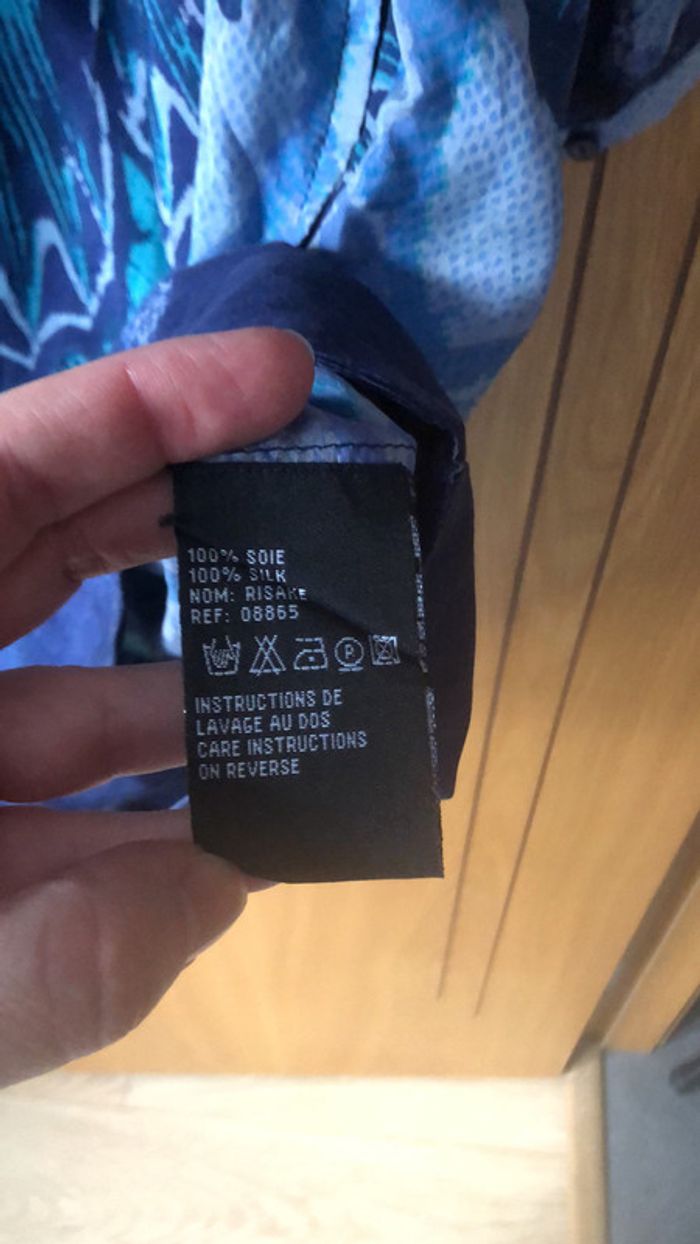 100% SOIE
100% SILK
NOM: RISAKE
REF: 08865
P
INSTRUCTIONS DE
LAVAGE AU DOS
CARE INSTRUCTIONS
ON REVERSE